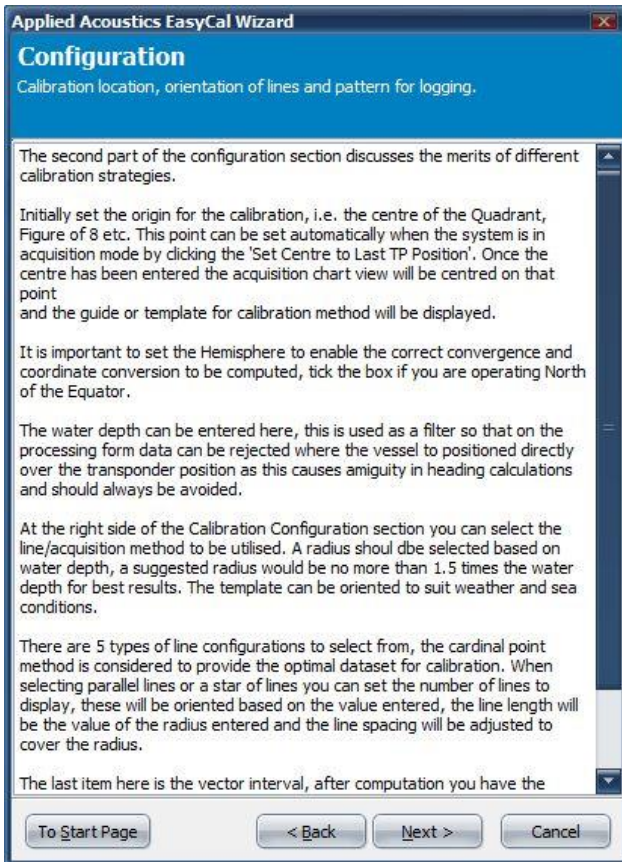 Applied Acoustics EasyCal Wizard
Configuration
Calibration location, orientation of lines and pattern for logging.
The second part of the configuration section discusses the merits of different
calibration strategies.
Initially set the origin for the calibration, i.e. the centre of the Quadrant,
Figure of 8 etc. This point can be set automatically when the system is in
acquisition mode by clicking the 'Set Centre to Last TP Position'. Once the
centre has been entered the acquisition chart view will be centred on that
point
and the guide or template for calibration method will be displayed.
It is important to set the Hemisphere to enable the correct convergence and
coordinate conversion to be computed, tick the box if you are operating North
of the Equator.
The water depth can be entered here, this is used as a filter so that on the
processing form data can be rejected where the vessel to positioned directly
over the transponder position as this causes amiguity in heading calculations
and should always be avoided.
At the right side of the Calibration Configuration section you can select the
line/acquisition method to be utilised. A radius shoul dbe selected based on
water depth, a suggested radius would be no more than 1.5 times the water
depth for best results. The template can be oriented to suit weather and sea
conditions.
There are 5 types of line configurations to select from, the cardinal point
method is considered to provide the optimal dataset for calibration. When
selecting parallel lines or a star of lines you can set the number of lines to
display, these will be oriented based on the value entered, the line length will
be the value of the radius entered and the line spacing will be adjusted to
cover the radius.
The last item here is the vector interval, after computation you have the
To Start Page
< Back
Next >
Cancel